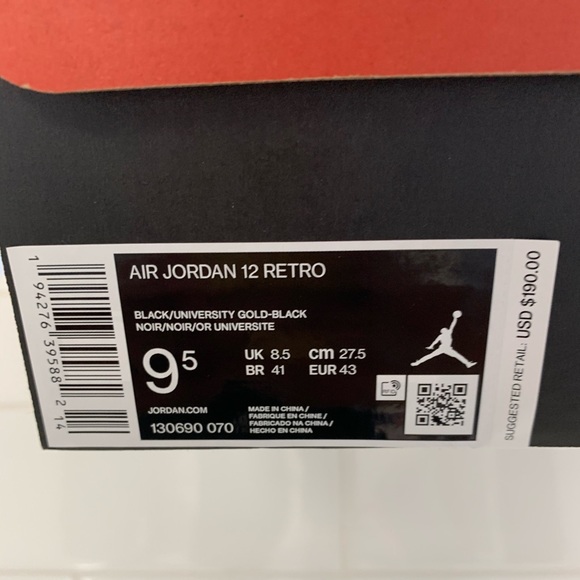 AIR JORDAN 12 RETRO
BLACK/UNIVERSITY GOLD-BLACK
NOIR/NOIR/OR UNIVERSITE
9⁵
UK 8.5 cm 27.5
BR 41 EUR 43
JORDAN.COM
130690 070
MADE IN CHINA/
FABRIQUE EN CHINE /
FABRICADO NA CHINA /
HECHO EN CHINA
RFID
1 94276 39588 2 14
SUGGESTED RETAIL: USD $190.00